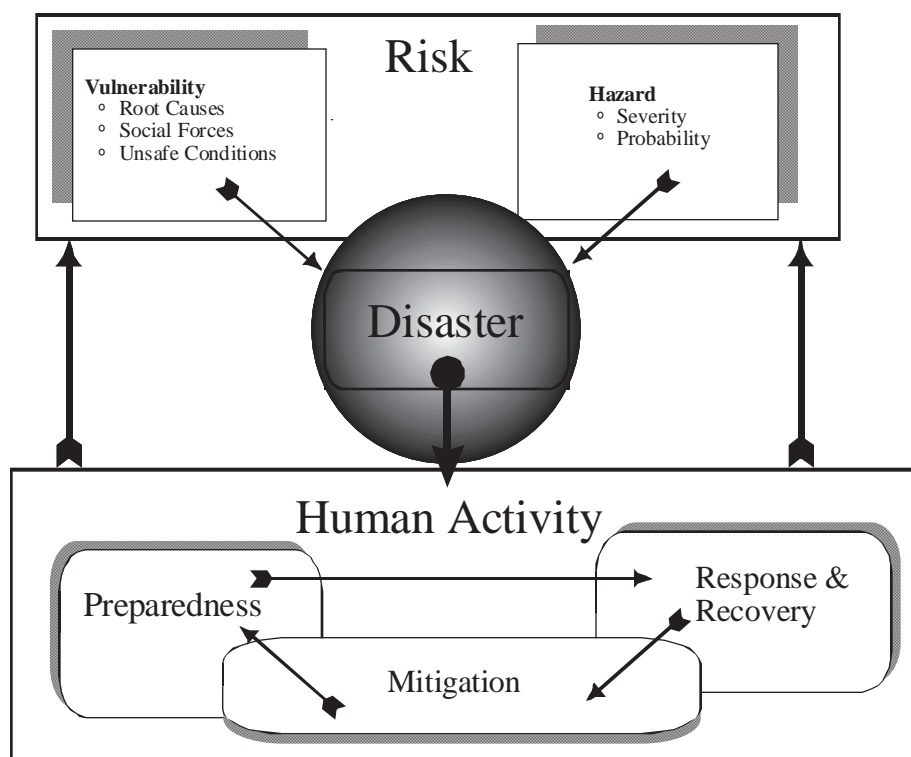 Risk
Vulnerability
° Root Causes
° Social Forces
° Unsafe Conditions
Hazard
° Severity
° Probability
Disaster
Human Activity
Preparedness
Response &
Recovery
Mitigation